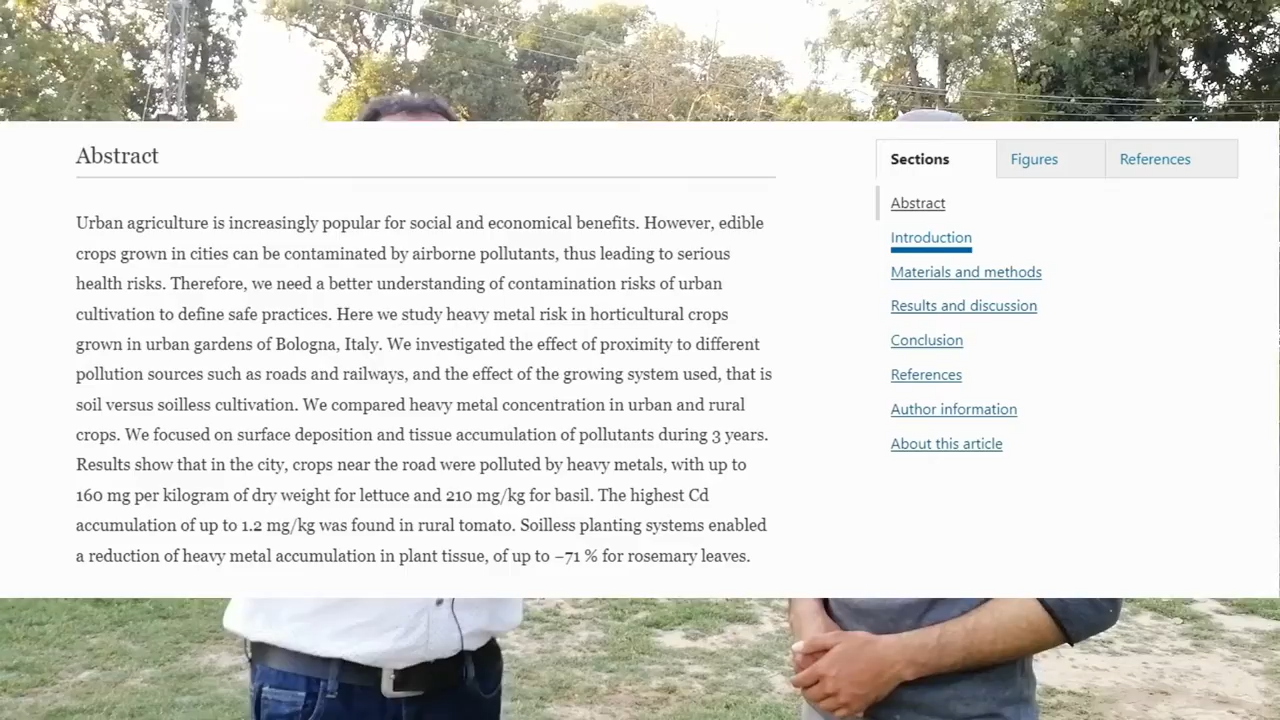 Abstract
Urban agriculture is increasingly popular for social and economical benefits. However, edible
crops grown in cities can be contaminated by airborne pollutants, thus leading to serious
health risks. Therefore, we need a better understanding of contamination risks of urban
cultivation to define safe practices. Here we study heavy metal risk in horticultural crops
grown in urban gardens of Bologna, Italy. We investigated the effect of proximity to different
pollution sources such as roads and railways, and the effect of the growing system used, that is
soil versus soilless cultivation. We compared heavy metal concentration in urban and rural
crops. We focused on surface deposition and tissue accumulation of pollutants during 3 years.
Results show that in the city, crops near the road were polluted by heavy metals, with up to
160 mg per kilogram of dry weight for lettuce and 210 mg/kg for basil. The highest Cd
accumulation of up to 1.2 mg/kg was found in rural tomato. Soilless planting systems enabled
a reduction of heavy metal accumulation in plant tissue, of up to −71 % for rosemary leaves.
Sections Figures References
Abstract
Introduction
Materials and methods
Results and discussion
Conclusion
References
Author information
About this article